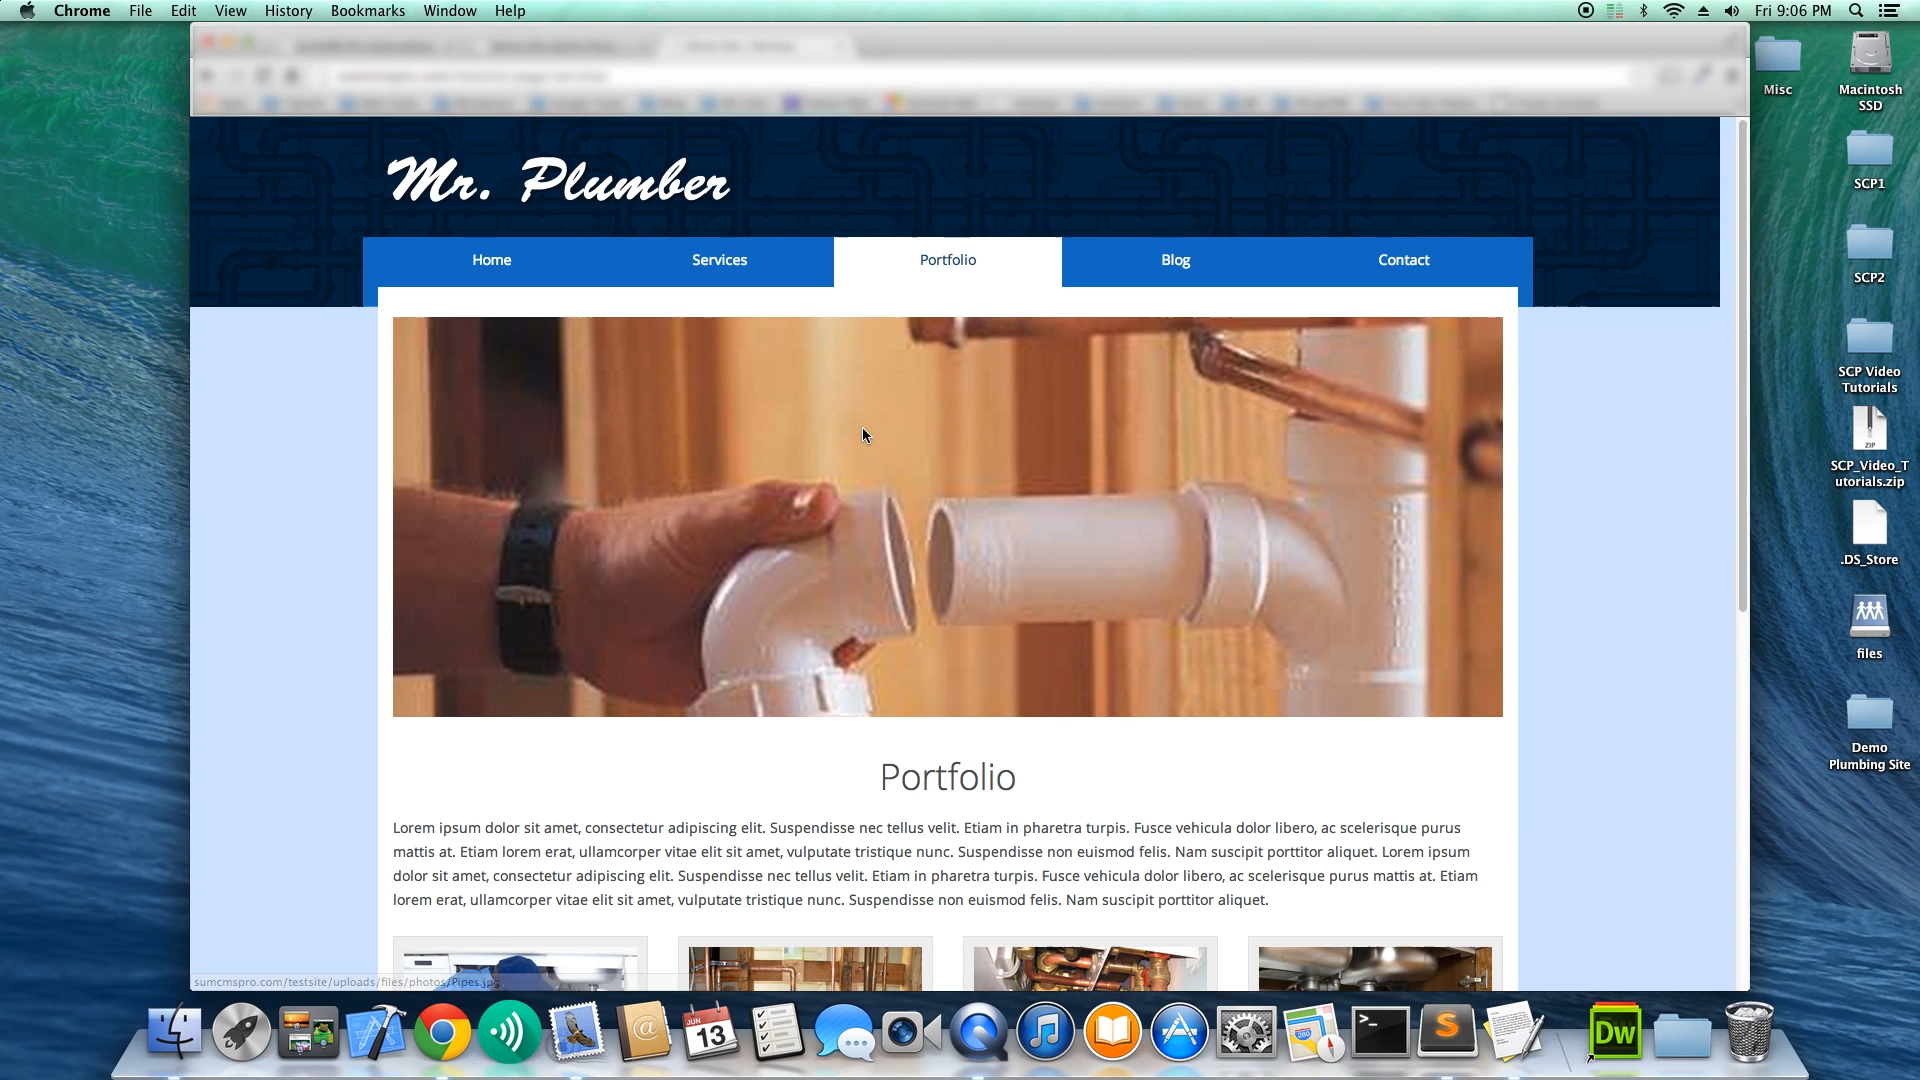 Chrome File Edit View History Bookmarks Window Help Fri 9:06 PM
Mr. Plumber
Home Services Portfolio Blog Contact
Portfolio
Lorem ipsum dolor sit amet, consectetur adipiscing elit. Suspendisse nec tellus velit. Etiam in pharetra turpis. Fusce vehicula dolor libero, ac scelerisque purus
mattis at. Etiam lorem erat, ullamcorper vitae elit sit amet, vulputate tristique nunc. Suspendisse non euismod felis. Nam suscipit porttitor aliquet. Lorem ipsum
dolor sit amet, consectetur adipiscing elit. Suspendisse nec tellus velit. Etiam in pharetra turpis. Fusce vehicula dolor libero, ac scelerisque purus mattis at. Etiam
lorem erat, ullamcorper vitae elit sit amet, vulputate tristique nunc. Suspendisse non euismod felis. Nam suscipit porttitor aliquet.
sumcmspro.com/testsite/uploads/files/photos/Pipes.jpg
Misc
Macintosh
SSD
SCP1
SCP2
SCP Video
Tutorials
ZIP
SCP_Video_T
utorials.zip
.DS_Store
files
Demo
Plumbing Site
JUN
13
280
>_
S
Dw